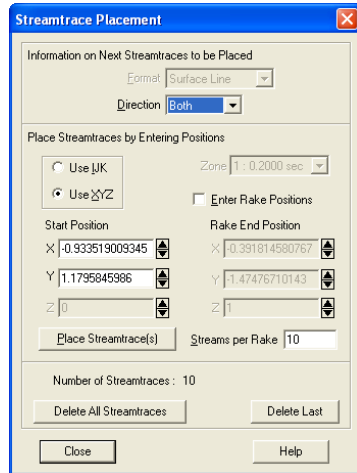 Streamtrace Placement
Information on Next Streamtraces to be Placed
Format Surface Line
Direction Both
Place Streamtraces by Entering Positions
Use IJK
Zone 1 : 0.2000 sec
Use XYZ
Enter Rake Positions
Start Position Rake End Position
X -0.933519009345 X -0.391814580767
Y 1.1795845986 Y -1.47476710143
Z 0 Z 1
Place Streamtrace(s) Streams per Rake 10
Number of Streamtraces : 10
Delete All Streamtraces Delete Last
Close Help